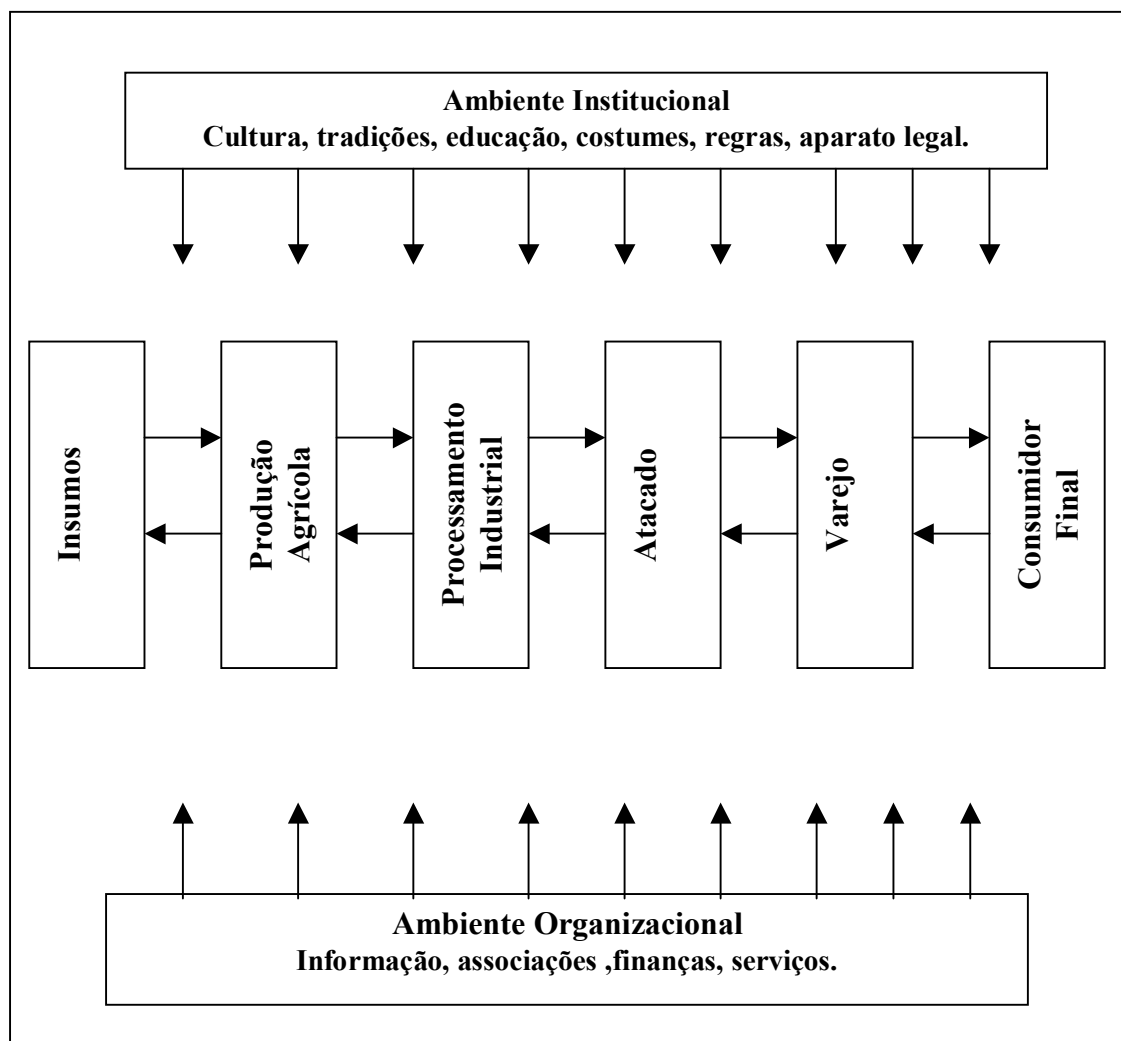 Ambiente Institucional
Cultura, tradições, educação, costumes, regras, aparato legal.
Insumos
Produção
Agrícola
Processamento
Industrial
Atacado
Varejo
Consumidor
Final
Ambiente Organizacional
Informação, associações ,finanças, serviços.